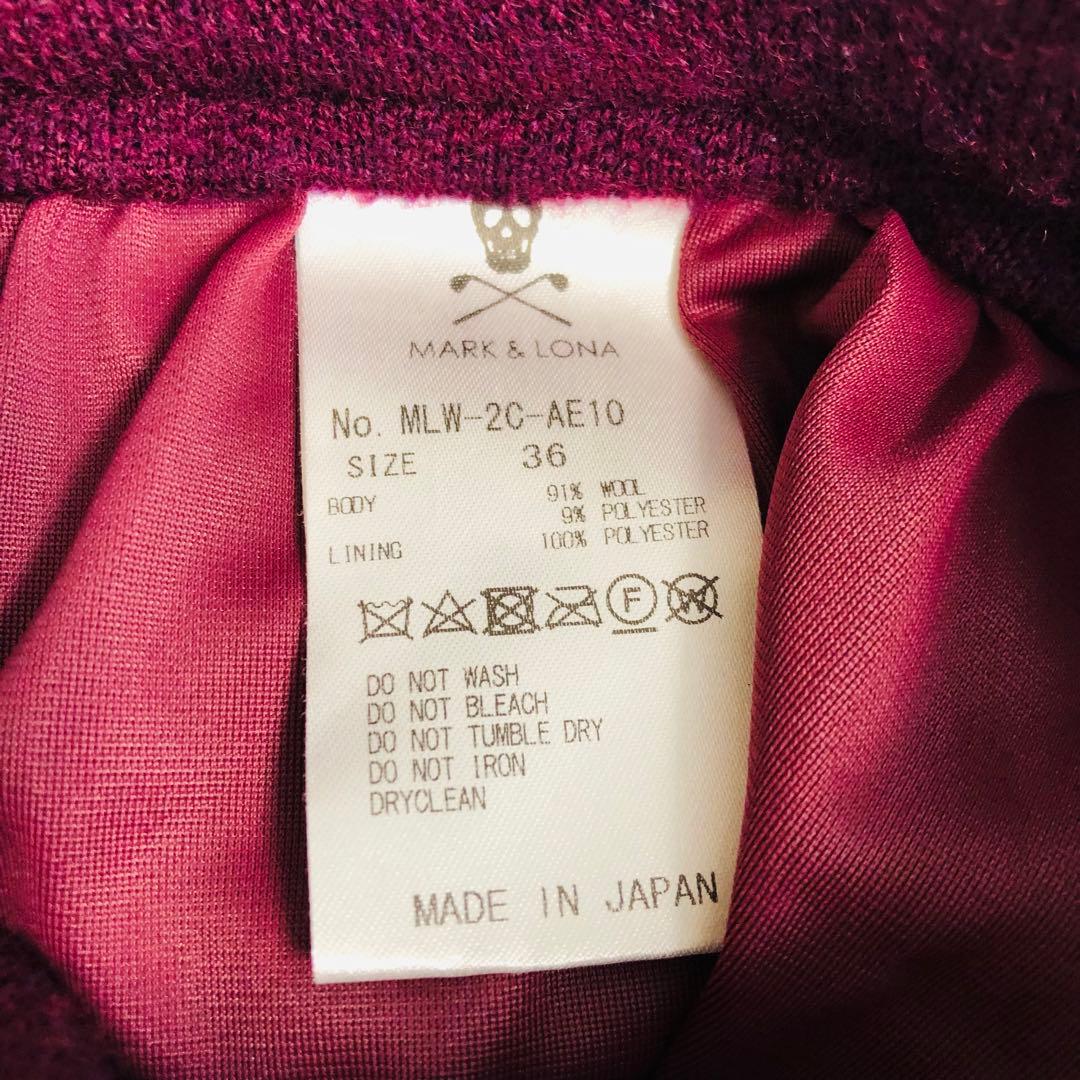 MARK & LONA
No. MLW-2C-AE10
SIZE 36
BODY 91% WOOL
9% POLYESTER
LINING 100% POLYESTER
F W
DO NOT WASH
DO NOT BLEACH
DO NOT TUMBLE DRY
DO NOT IRON
DRYCLEAN
MADE IN JAPAN